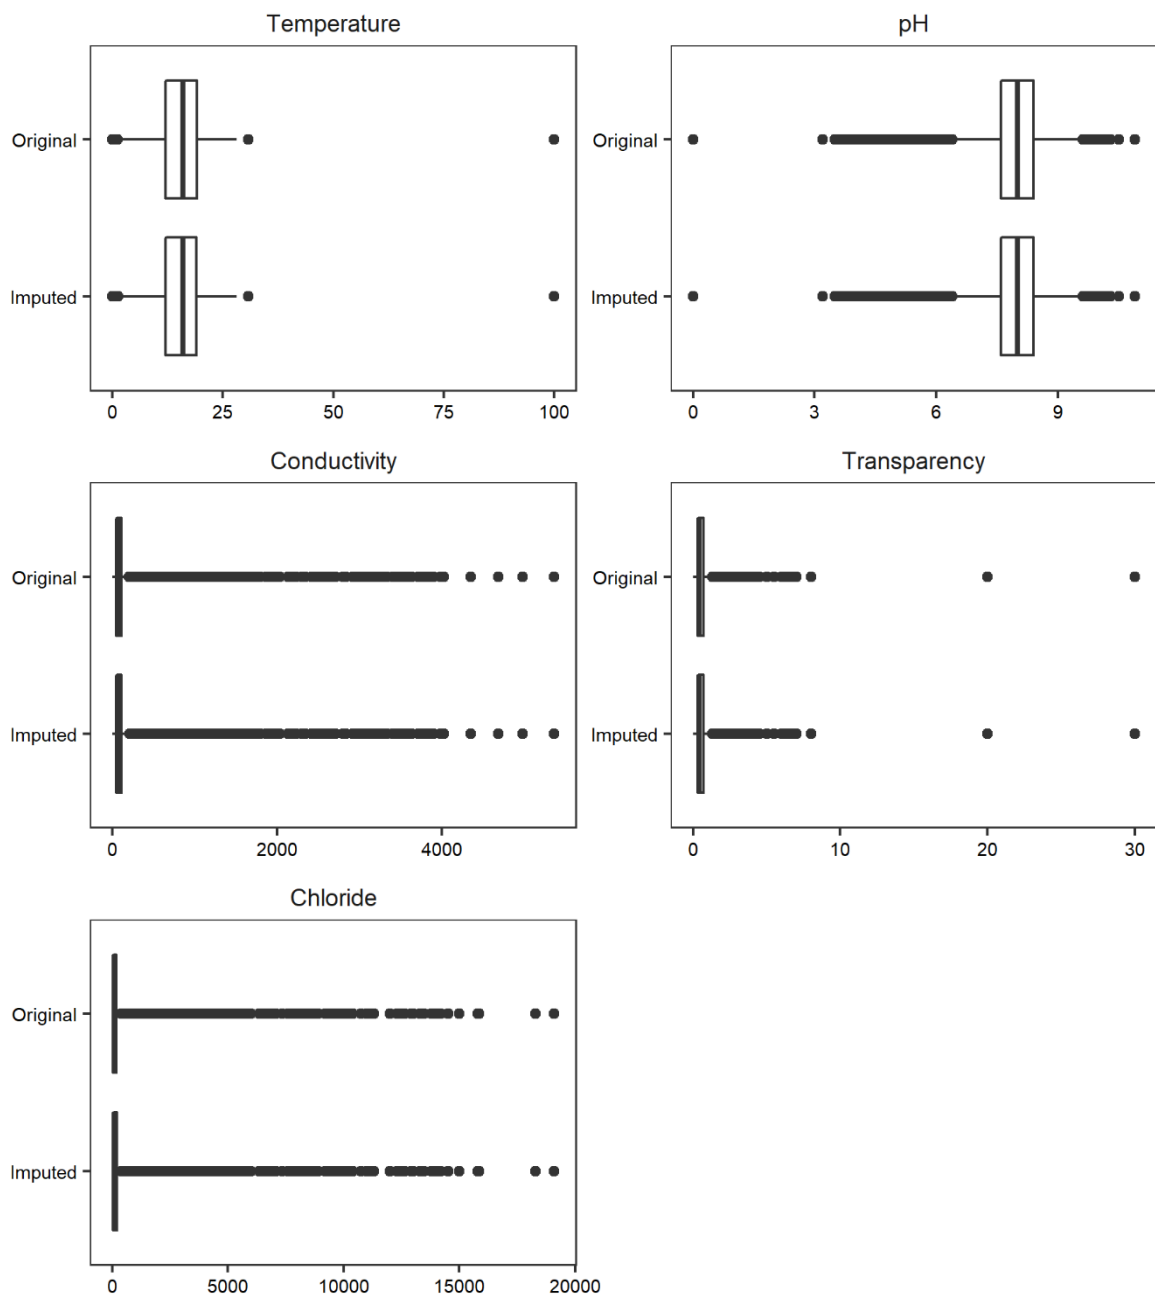 Temperature
Original
Imputed
0 25 50 75 100
pH
Original
Imputed
0 3 6 9
Conductivity
Original
Imputed
0 2000 4000
Transparency
Original
Imputed
0 10 20 30
Chloride
Original
Imputed
0 5000 10000 15000 20000